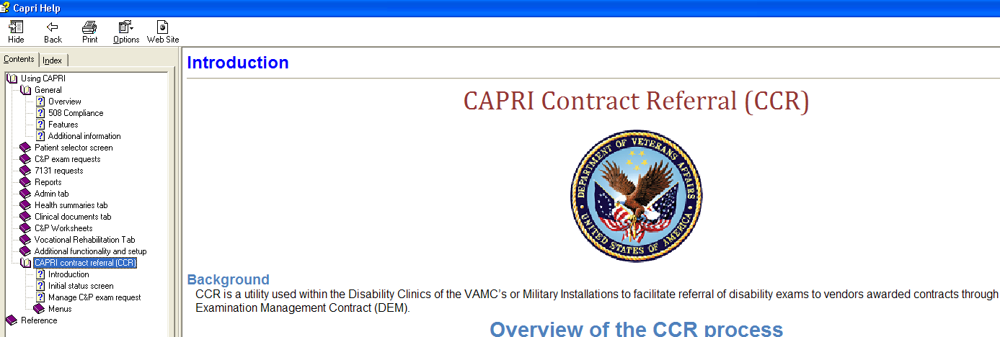 Capri Help
Hide Back Print Options Web Site
Contents Index
Using CAPRI
General
Overview
508 Compliance
Features
Additional information
Patient selector screen
C&P exam requests
7131 requests
Reports
Admin tab
Health summaries tab
Clinical documents tab
C&P Worksheets
Vocational Rehabilitation Tab
Additional functionality and setup
CAPRI contract referral (CCR)
Introduction
Initial status screen
Manage C&P exam request
Menus
Reference
Introduction
CAPRI Contract Referral (CCR)
DEPARTMENT OF VETERANS AFFAIRS
UNITED STATES OF AMERICA
Background
CCR is a utility used within the Disability Clinics of the VAMC's or Military Installations to facilitate referral of disability exams to vendors awarded contracts through
Examination Management Contract (DEM).
Overview of the CCR process